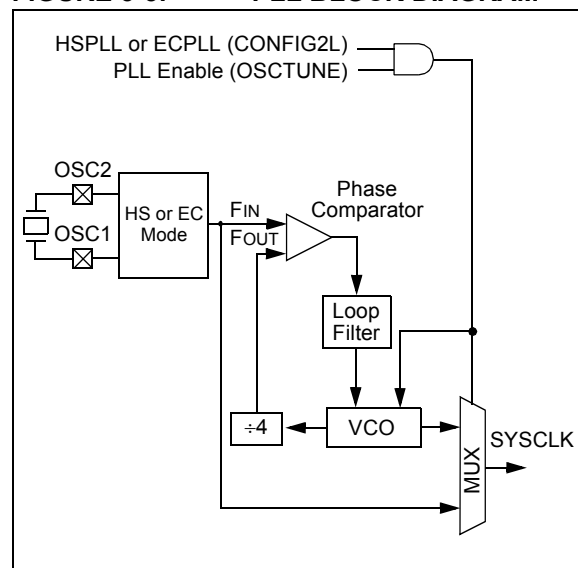 HSPLL or ECPLL (CONFIG2L)
PLL Enable (OSCTUNE)
OSC2
OSC1
HS or EC
Mode
FIN
FOUT
Phase
Comparator
Loop
Filter
÷4
VCO
MUX
SYSCLK